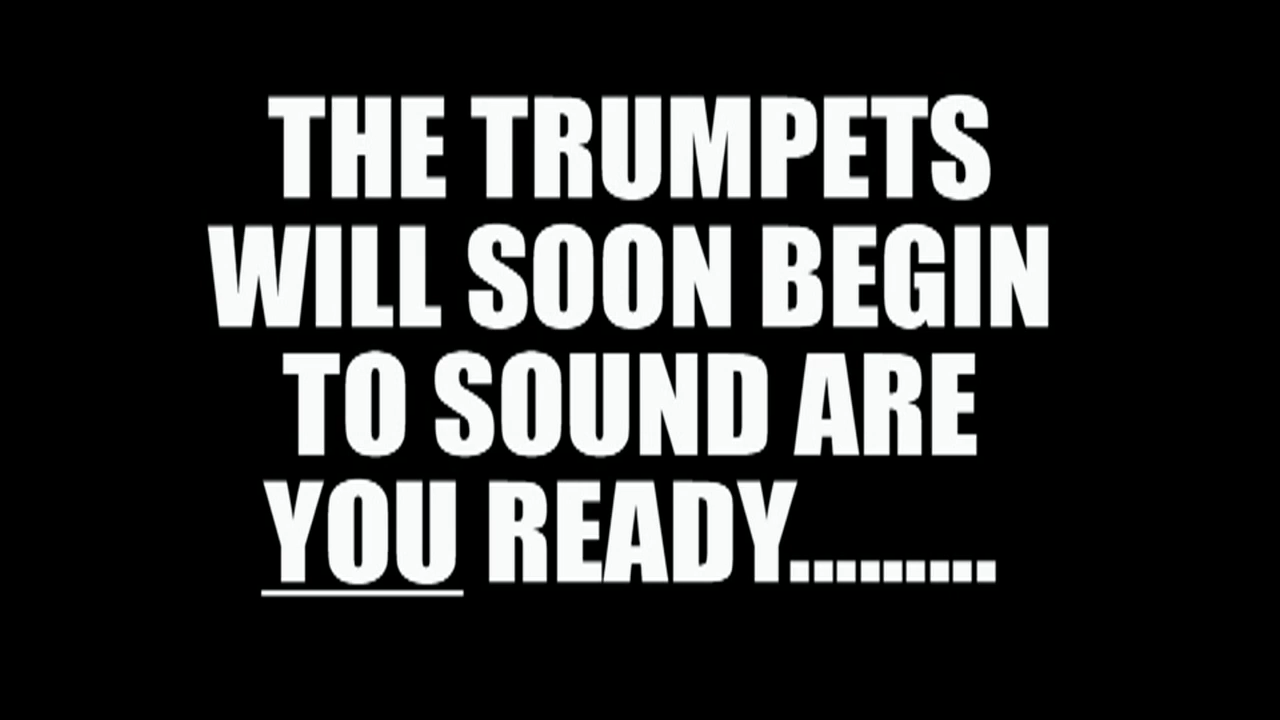 THE TRUMPETS
WILL SOON BEGIN
TO SOUND ARE
YOU READY.........